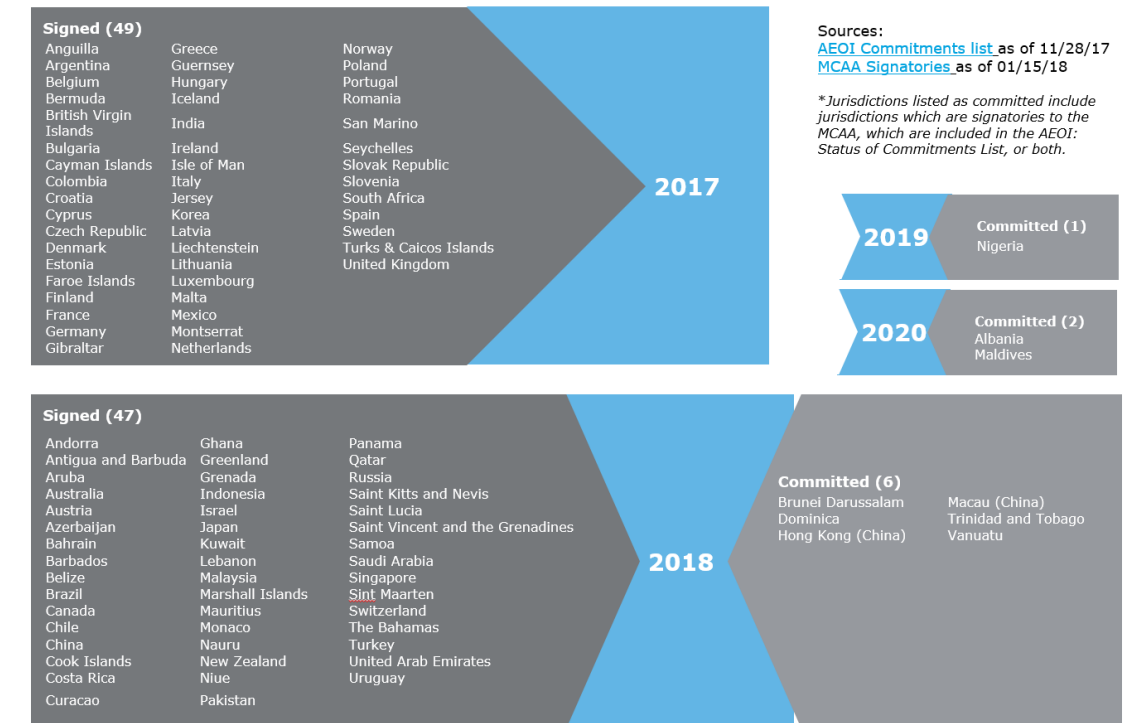 Signed (49)
Anguilla Greece Norway
Argentina Guernsey Poland
Belgium Hungary Portugal
Bermuda Iceland Romania
British Virgin
Islands India San Marino
Bulgaria Ireland Seychelles
Cayman Islands Isle of Man Slovak Republic
Colombia Italy Slovenia
Croatia Jersey South Africa
Cyprus Korea Spain
Czech Republic Latvia Sweden
Denmark Liechtenstein Turks & Caicos Islands
Estonia Lithuania United Kingdom
Faroe Islands Luxembourg
Finland Malta
France Mexico
Germany Montserrat
Gibraltar Netherlands
2017
Sources:
AEOI Commitments list as of 11/28/17
MCAA Signatories as of 01/15/18
*Jurisdictions listed as committed include
jurisdictions which are signatories to the
MCAA, which are included in the AEOI:
Status of Commitments List, or both.
2019
Committed (1)
Nigeria
2020
Committed (2)
Albania
Maldives
Signed (47)
Andorra Ghana Panama
Antigua and Barbuda Greenland Qatar
Aruba Grenada Russia
Australia Indonesia Saint Kitts and Nevis
Austria Israel Saint Lucia
Azerbaijan Japan Saint Vincent and the Grenadines
Bahrain Kuwait Samoa
Barbados Lebanon Saudi Arabia
Belize Malaysia Singapore
Brazil Marshall Islands Sint Maarten
Canada Mauritius Switzerland
Chile Monaco The Bahamas
China Nauru Turkey
Cook Islands New Zealand United Arab Emirates
Costa Rica Niue Uruguay
Curacao Pakistan
2018
Committed (6)
Brunei Darussalam Macau (China)
Dominica Trinidad and Tobago
Hong Kong (China) Vanuatu